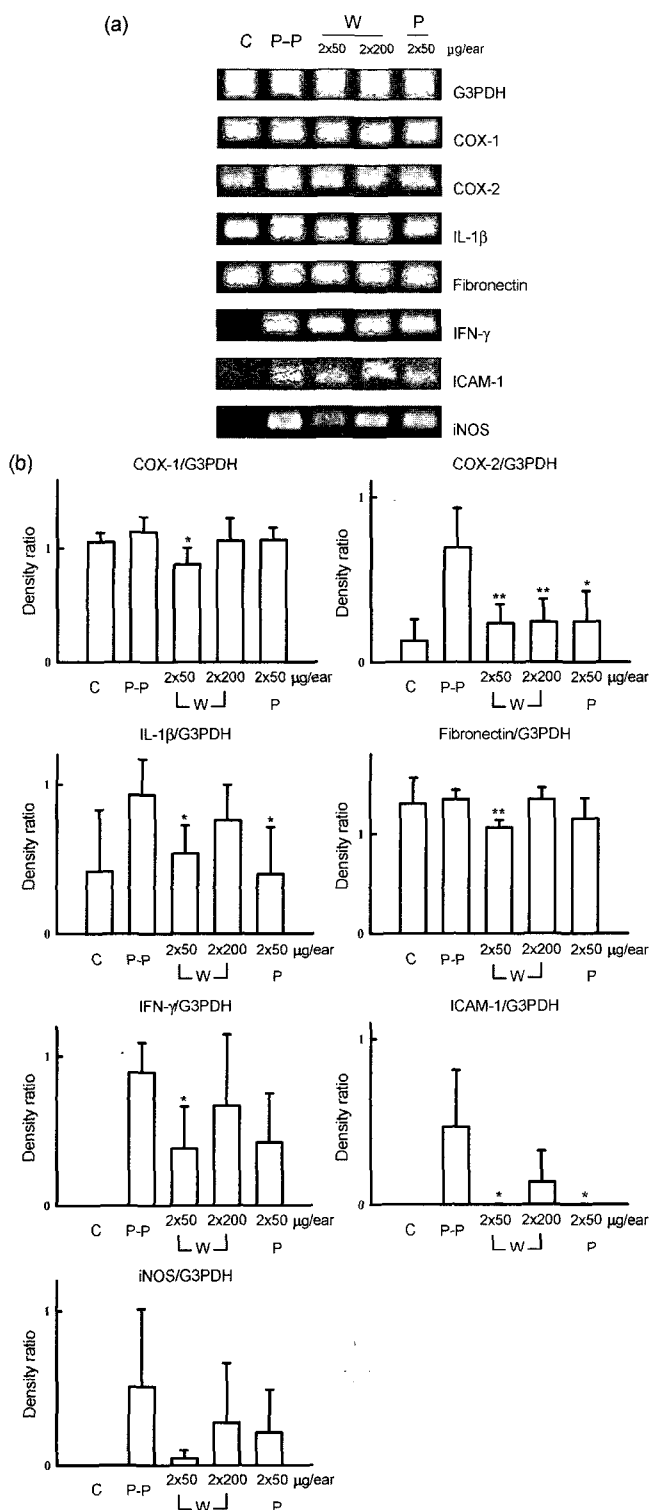 (a)
C P-P W P
2x50 2x200 2x50 μg/ear
G3PDH
COX-1
COX-2
IL-1β
Fibronectin
IFN-γ
ICAM-1
iNOS
(b)
COX-1/G3PDH
Density ratio
1
0
* 
C P-P 2x50 2x200 2x50 μg/ear
W P
COX-2/G3PDH
Density ratio
1
0
** ** *
C P-P 2x50 2x200 2x50 μg/ear
W P
IL-1β/G3PDH
Density ratio
1
0
* *
C P-P 2x50 2x200 2x50 μg/ear
W P
Fibronectin/G3PDH
Density ratio
1
0
**
C P-P 2x50 2x200 2x50 μg/ear
W P
IFN-γ/G3PDH
Density ratio
1
0
*
C P-P 2x50 2x200 2x50 μg/ear
W P
ICAM-1/G3PDH
Density ratio
1
0
* *
C P-P 2x50 2x200 2x50 μg/ear
W P
iNOS/G3PDH
Density ratio
1
0
C P-P 2x50 2x200 2x50 μg/ear
W P